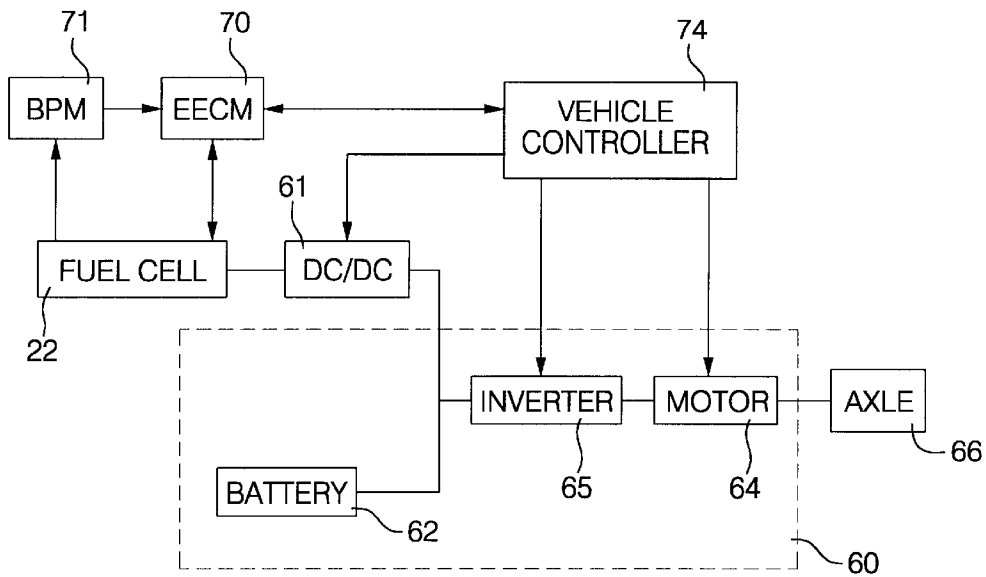 71
70
74
BPM
EECM
VEHICLE
CONTROLLER
61
FUEL CELL
DC/DC
22
INVERTER
MOTOR
AXLE
65
64
66
BATTERY
62
60